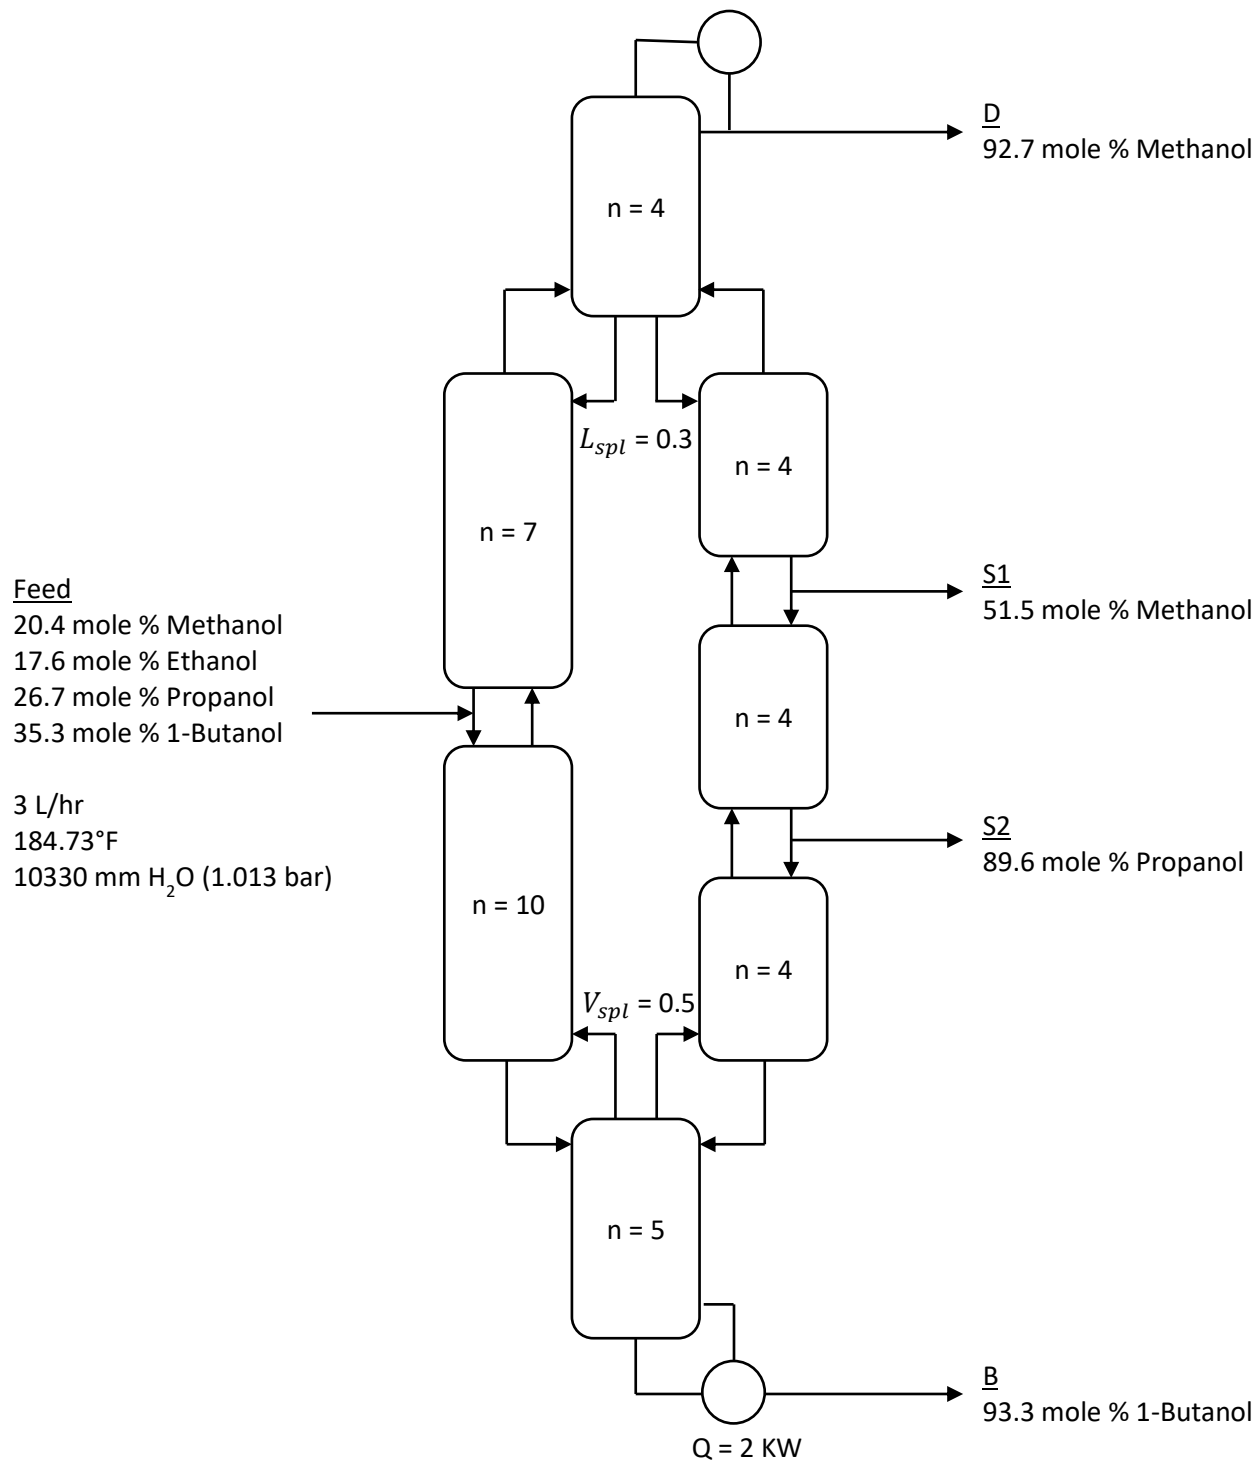 D
92.7 mole % Methanol
n = 4
L_spl = 0.3
n = 4
n = 7
S1
51.5 mole % Methanol
Feed
20.4 mole % Methanol
17.6 mole % Ethanol
26.7 mole % Propanol
35.3 mole % 1-Butanol
3 L/hr
184.73°F
10330 mm H₂O (1.013 bar)
n = 4
S2
89.6 mole % Propanol
n = 10
n = 4
V_spl = 0.5
n = 5
B
93.3 mole % 1-Butanol
Q = 2 KW